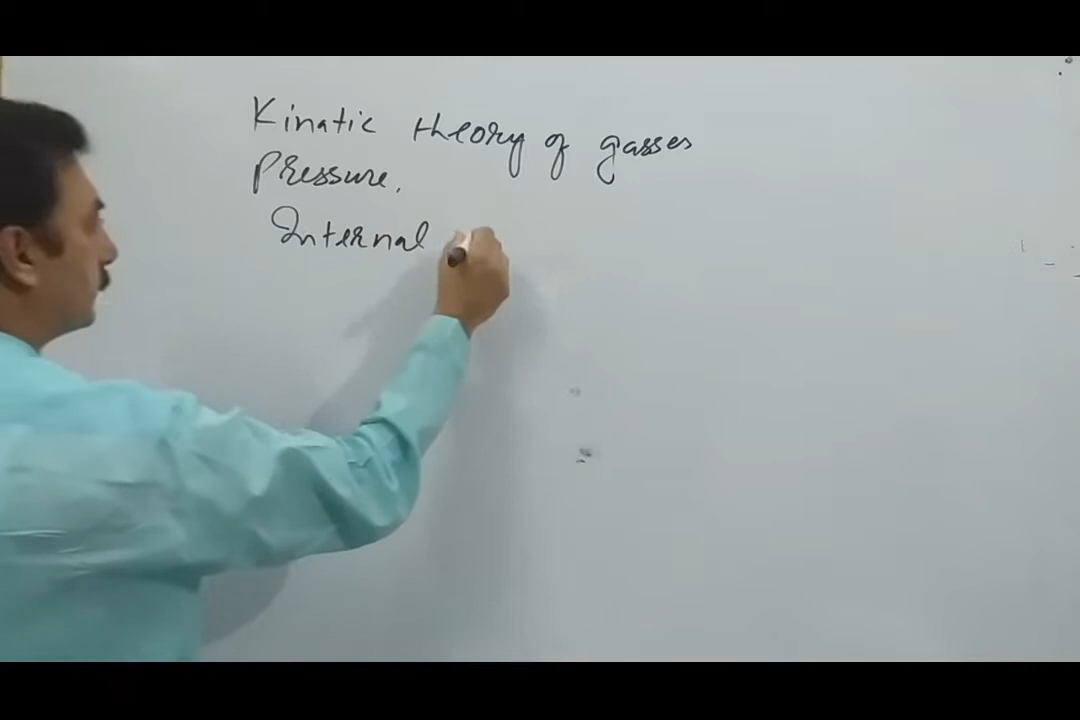 Kinatic theory of gasses
Pressure.
Internal